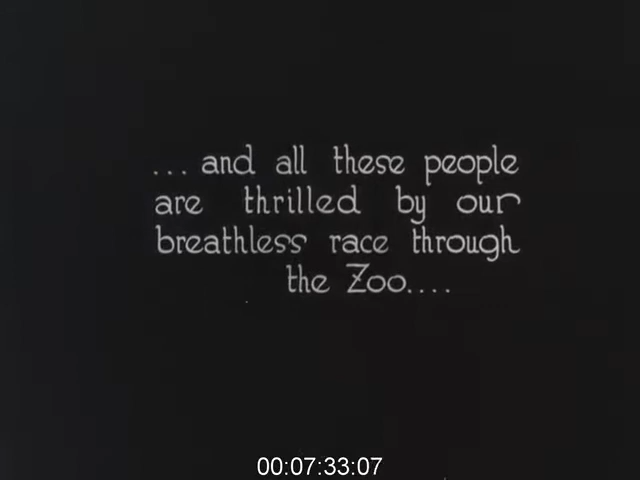 ... and all these people
are thrilled by our
breathless race through
the Zoo....
00:07:33:07